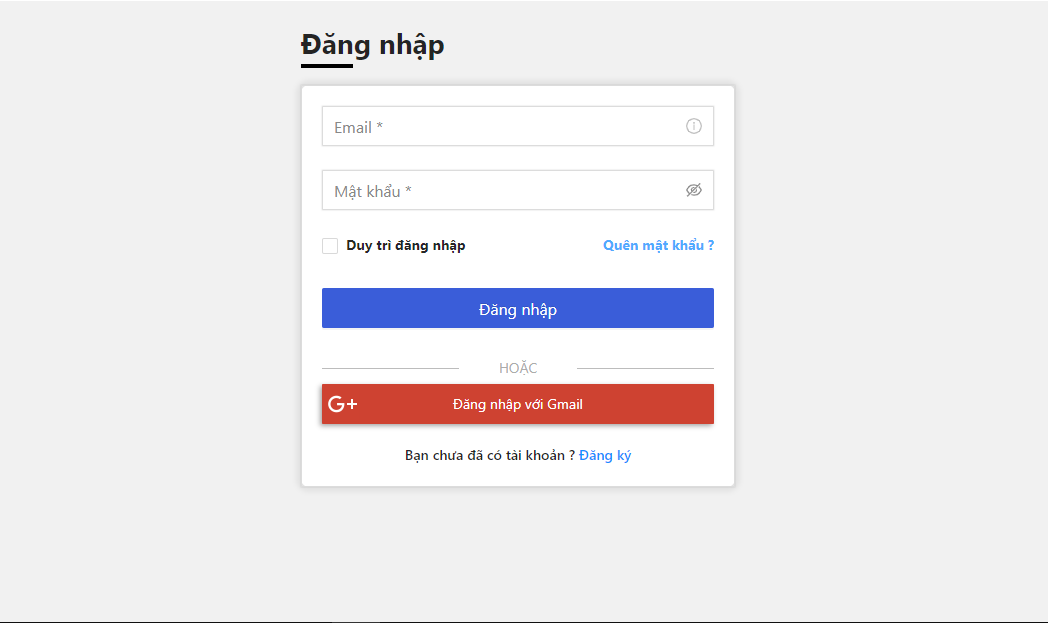 Đăng nhập
Email *
Mật khẩu *
Duy trì đăng nhập
Quên mật khẩu ?
Đăng nhập
HOẶC
G+ Đăng nhập với Gmail
Bạn chưa đã có tài khoản ? Đăng ký